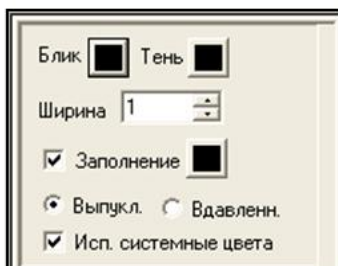 Блик Тень
Ширина 1
Заполнение
Выпукл. Вдавленн.
Исп. системные цвета